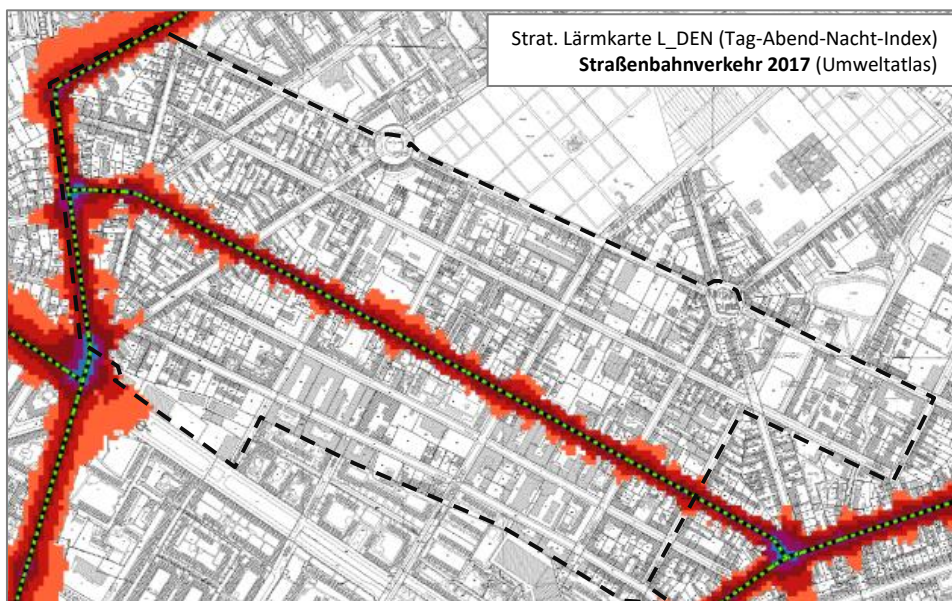 Strat. Lärmkarte L_DEN (Tag-Abend-Nacht-Index)
Straßenbahnverkehr 2017 (Umweltatlas)